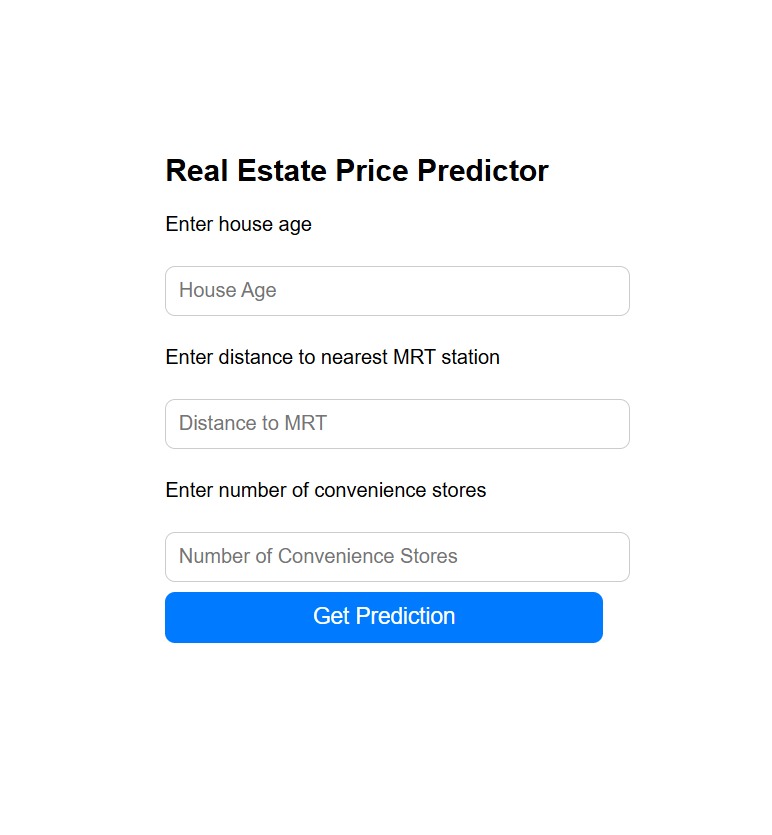 Real Estate Price Predictor
Enter house age
House Age
Enter distance to nearest MRT station
Distance to MRT
Enter number of convenience stores
Number of Convenience Stores
Get Prediction